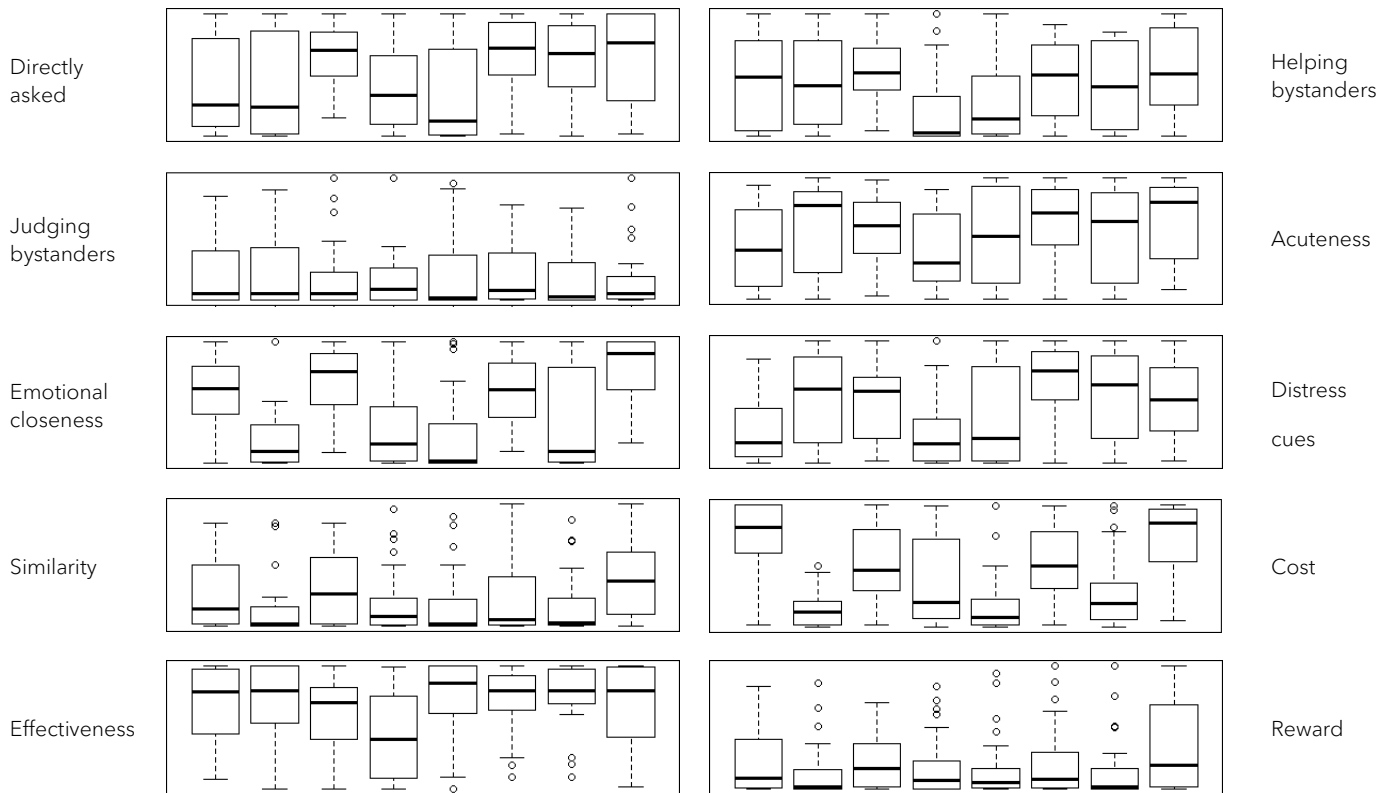 Directly
asked
Helping
bystanders
Judging
bystanders
Acuteness
Emotional
closeness
Distress
cues
Similarity
Cost
Effectiveness
Reward